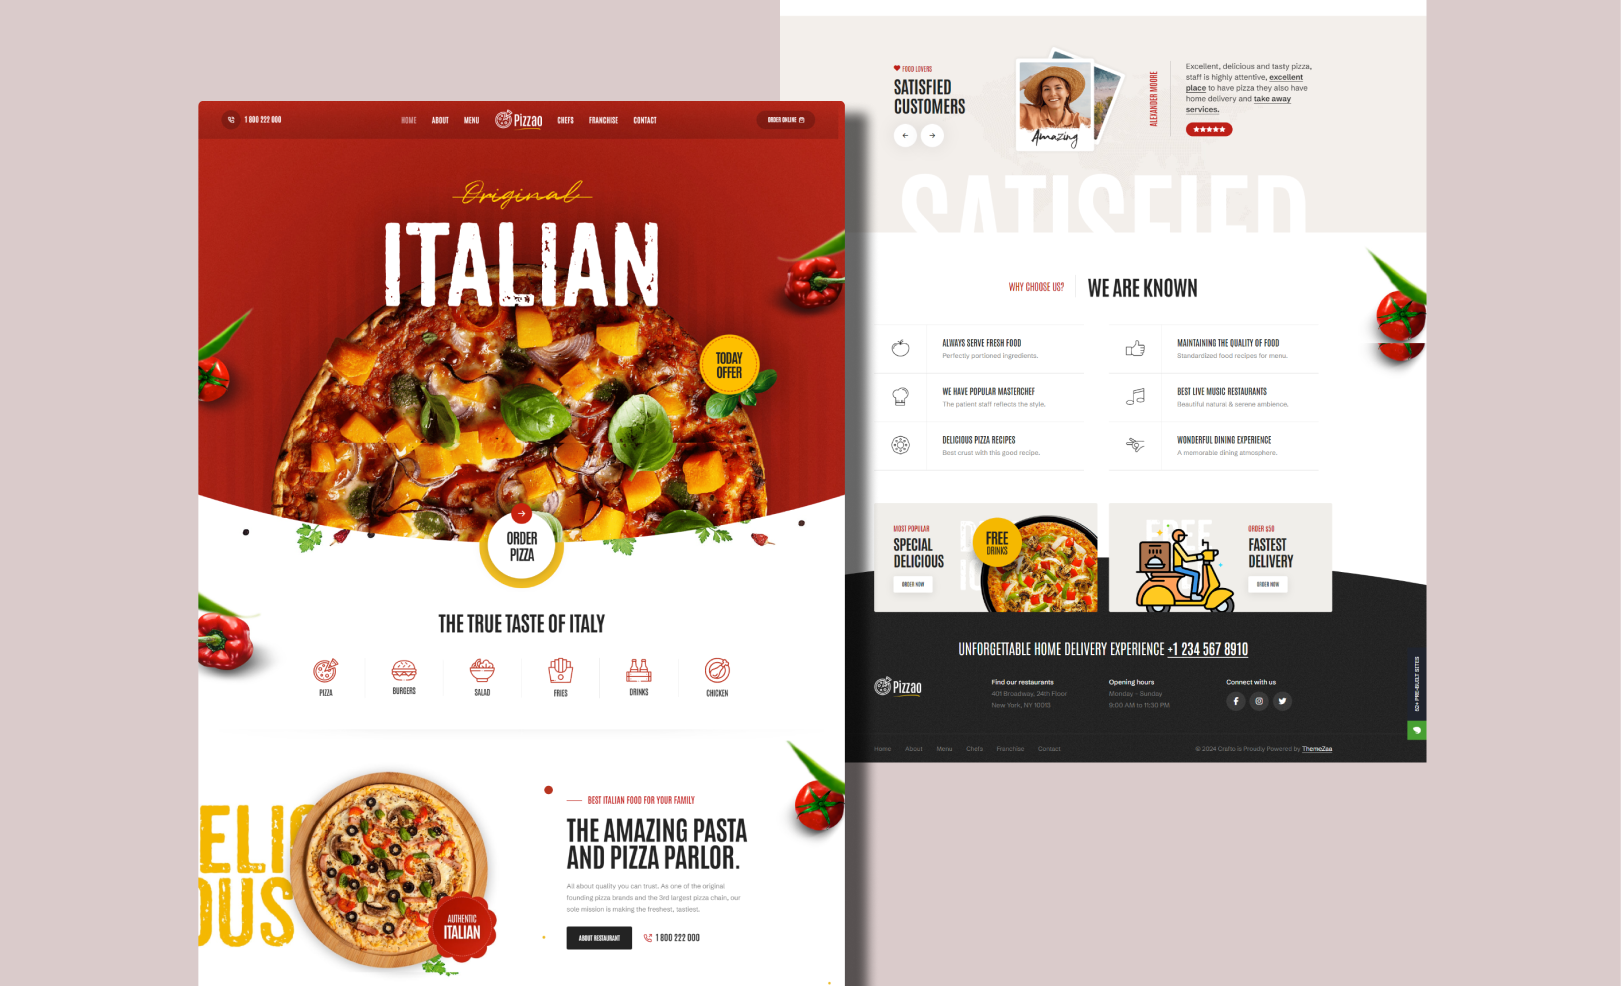 1 800 222 000
HOME
ABOUT
MENU
Pizzao
CHEFS
FRANCHISE
CONTACT
ORDER ONLINE
Original
ITALIAN
TODAY
OFFER
ORDER
PIZZA
THE TRUE TASTE OF ITALY
PIZZA
BURGERS
SALAD
FRIES
DRINKS
CHICKEN
ELIC
OUS
AUTHENTIC
ITALIAN
BEST ITALIAN FOOD FOR YOUR FAMILY
THE AMAZING PASTA
AND PIZZA PARLOR.
All about quality you can trust. As one of the original
founding pizza brands and the 3rd largest pizza chain, our
sole mission is making the freshest, tastiest.
ABOUT RESTAURANT
1 800 222 000
FOOD LOVERS
SATISFIED
CUSTOMERS
Amazing
ALEXANDER MOORE
Excellent, delicious and tasty pizza,
staff is highly attentive, excellent
place to have pizza they also have
home delivery and take away
services.
SATISFIED
WHY CHOOSE US?
WE ARE KNOWN
ALWAYS SERVE FRESH FOOD
Perfectly portioned ingredients.
MAINTAINING THE QUALITY OF FOOD
Standardized food recipes for menu.
WE HAVE POPULAR MASTERCHEF
The patient staff reflects the style.
BEST LIVE MUSIC RESTAURANTS
Beautiful natural & serene ambience.
DELICIOUS PIZZA RECIPES
Best crust with this good recipe.
WONDERFUL DINING EXPERIENCE
A memorable dining atmosphere.
MOST POPULAR
SPECIAL
DELICIOUS
ORDER NOW
FREE
DRINKS
FREE
ORDER $50
FASTEST
DELIVERY
ORDER NOW
UNFORGETTABLE HOME DELIVERY EXPERIENCE +1 234 567 8910
Pizzao
Find our restaurants
401 Broadway, 24th Floor
New York, NY 10013.
Opening hours
Monday - Sunday
9:00 AM to 11:30 PM
Connect with us
52+ PRE-BUILT SITES
Home
About
Menu
Chefs
Franchise
Contact
© 2024 Crafto is Proudly Powered by ThemeZaa